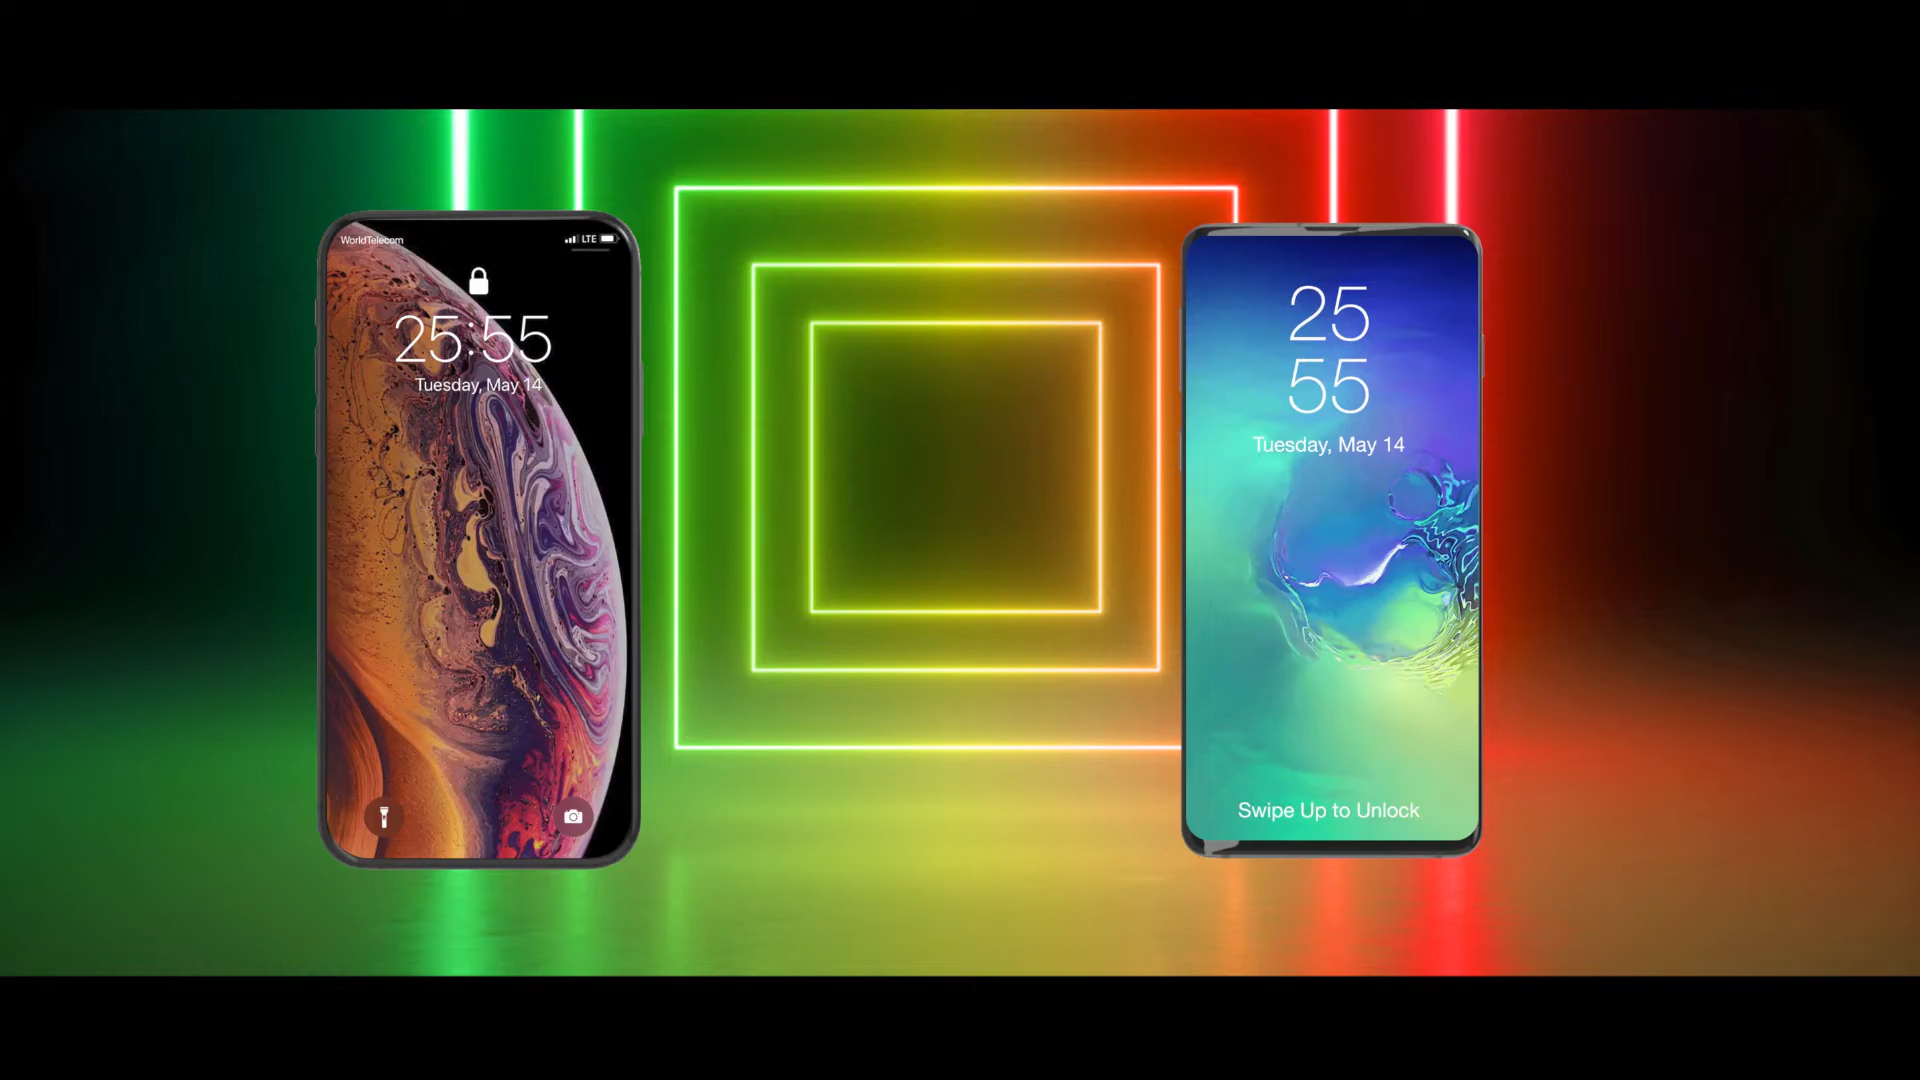 WorldTelecom
LTE
25:55
Tuesday, May 14
25
55
Tuesday, May 14
Swipe Up to Unlock